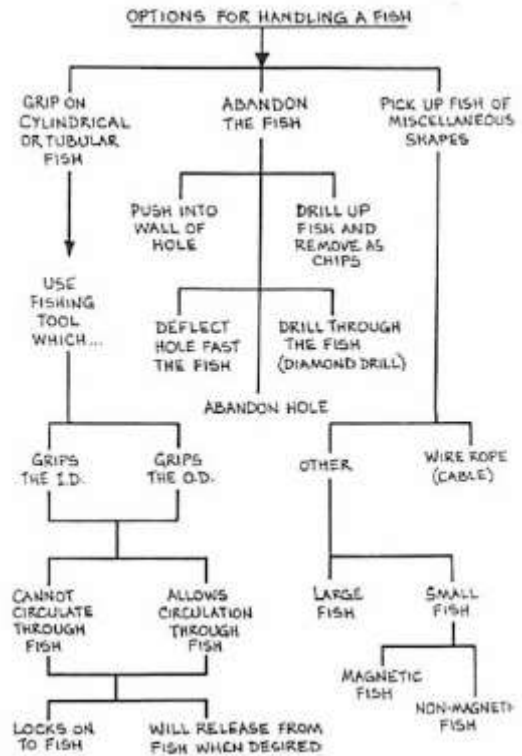 OPTIONS FOR HANDLING A FISH
GRIP ON
CYLINDRICAL
OR TUBULAR
FISH
ABANDON
THE FISH
PICK UP FISH OF
MISCELLANEOUS
SHAPES
PUSH INTO
WALL OF
HOLE
DRILL UP
FISH AND
REMOVE AS
CHIPS
USE
FISHING
TOOL
WHICH...
DEFLECT
HOLE FAST
THE FISH
DRILL THROUGH
THE FISH
(DIAMOND DRILL)
ABANDON HOLE
GRIPS
THE I.D.
GRIPS
THE O.D.
OTHER
WIRE ROPE
(CABLE)
CANNOT
CIRCULATE
THROUGH
FISH
ALLOWS
CIRCULATION
THROUGH
FISH
LARGE
FISH
SMALL
FISH
MAGNETIC
FISH
NON-MAGNETI
FISH
LOCKS ON
TO FISH
WILL RELEASE FROM
FISH WHEN DESIRED